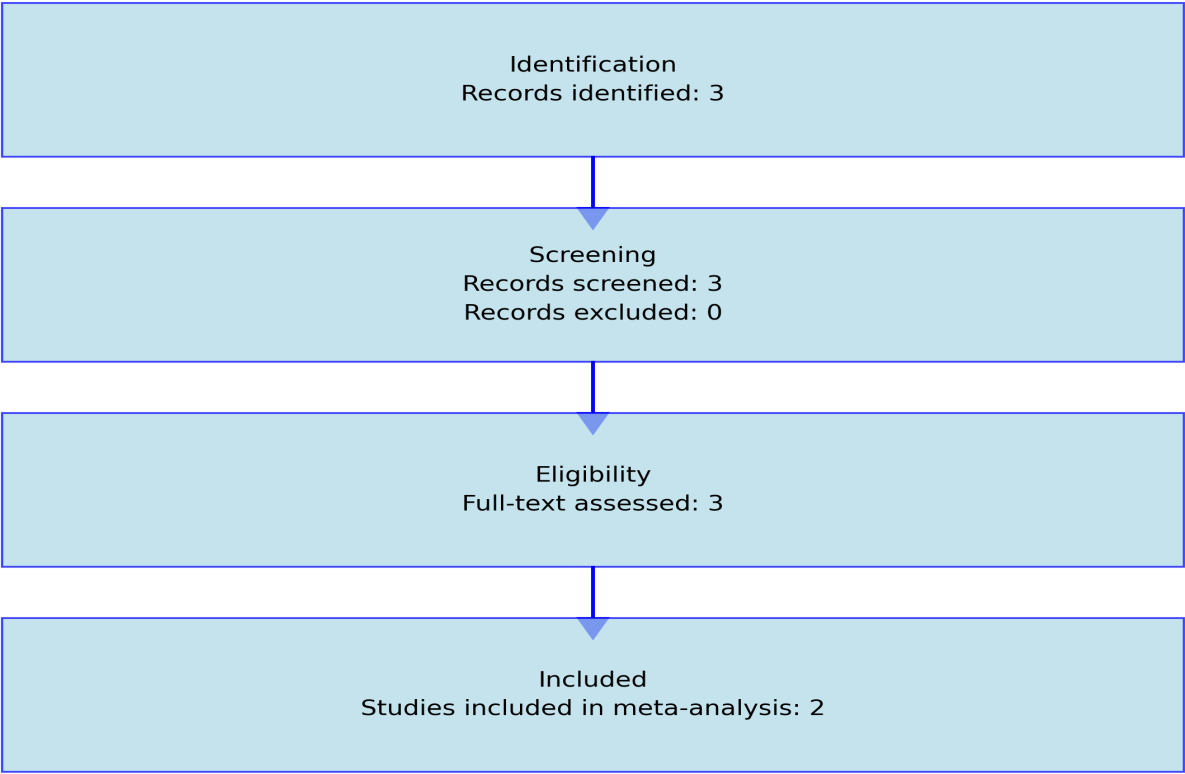 Identification
Records identified: 3
Screening
Records screened: 3
Records excluded: 0
Eligibility
Full-text assessed: 3
Included
Studies included in meta-analysis: 2